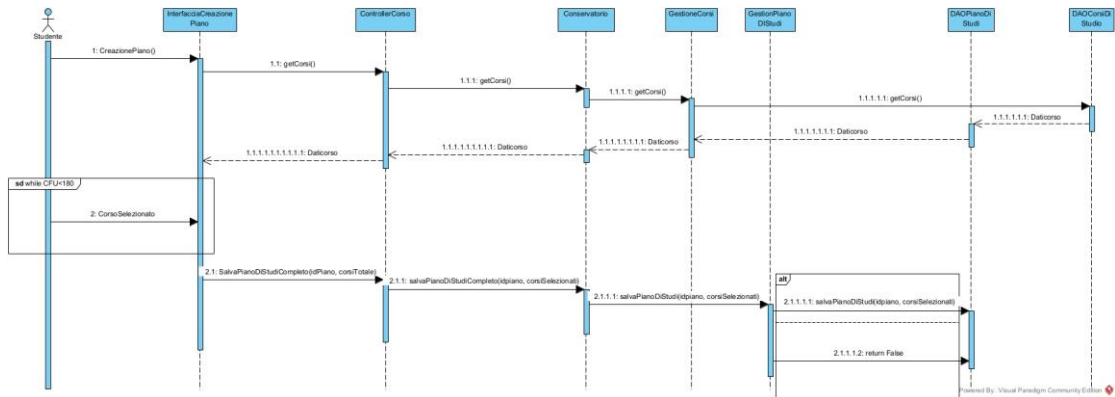 Studente
InterfacciaCreazione
Piano
ControllerCorso
Conservatorio
GestioneCorsi
GestionPiano
DIStudi
DAOPianoDi
Studi
DAOCorsiDi
Studio
1: CreazionePiano()
1.1: getCorsi()
1.1.1: getCorsi()
1.1.1.1: getCorsi()
1.1.1.1.1: getCorsi()
1.1.1.1.1.1: Daticorso
1.1.1.1.1.1.1: Daticorso
1.1.1.1.1.1.1.1: Daticorso
1.1.1.1.1.1.1.1.1: Daticorso
1.1.1.1.1.1.1.1.1.1: Daticorso
sd while CFU<180
2: CorsoSelezionato
2.1: SalvaPianoDiStudiCompleto(idPiano, corsiTotale)
2.1.1: salvaPianoDiStudiCompleto(idpiano, corsiSelezionati)
2.1.1.1: salvaPianoDiStudi(idpiano, corsiSelezionati)
alt
2.1.1.1.1: salvaPianoDiStudi(idpiano, corsiSelezionati)
2.1.1.1.2: return False
Powered By: Visual Paradigm Community Edition